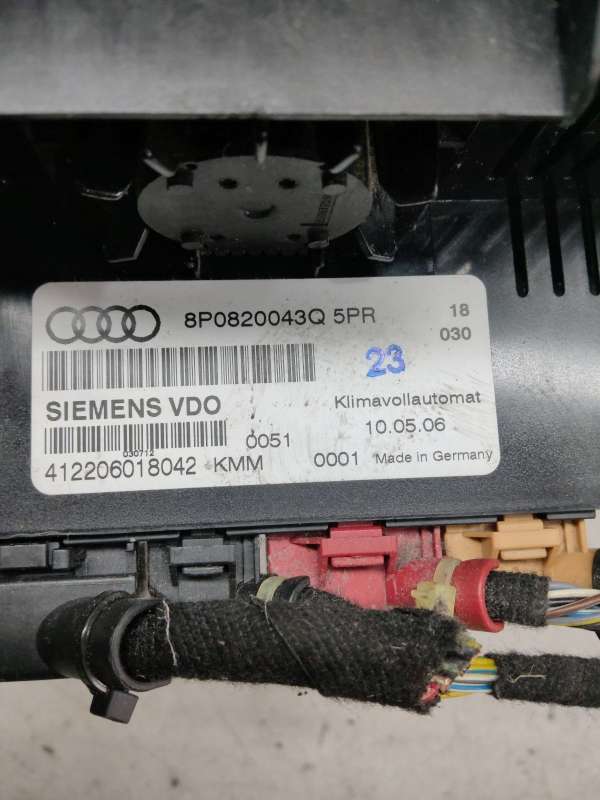 8P0820043Q 5PR
18
030
23
SIEMENS VDO
Klimavollautomat
030712
0051
10.05.06
412206018042 KMM
0001 Made in Germany